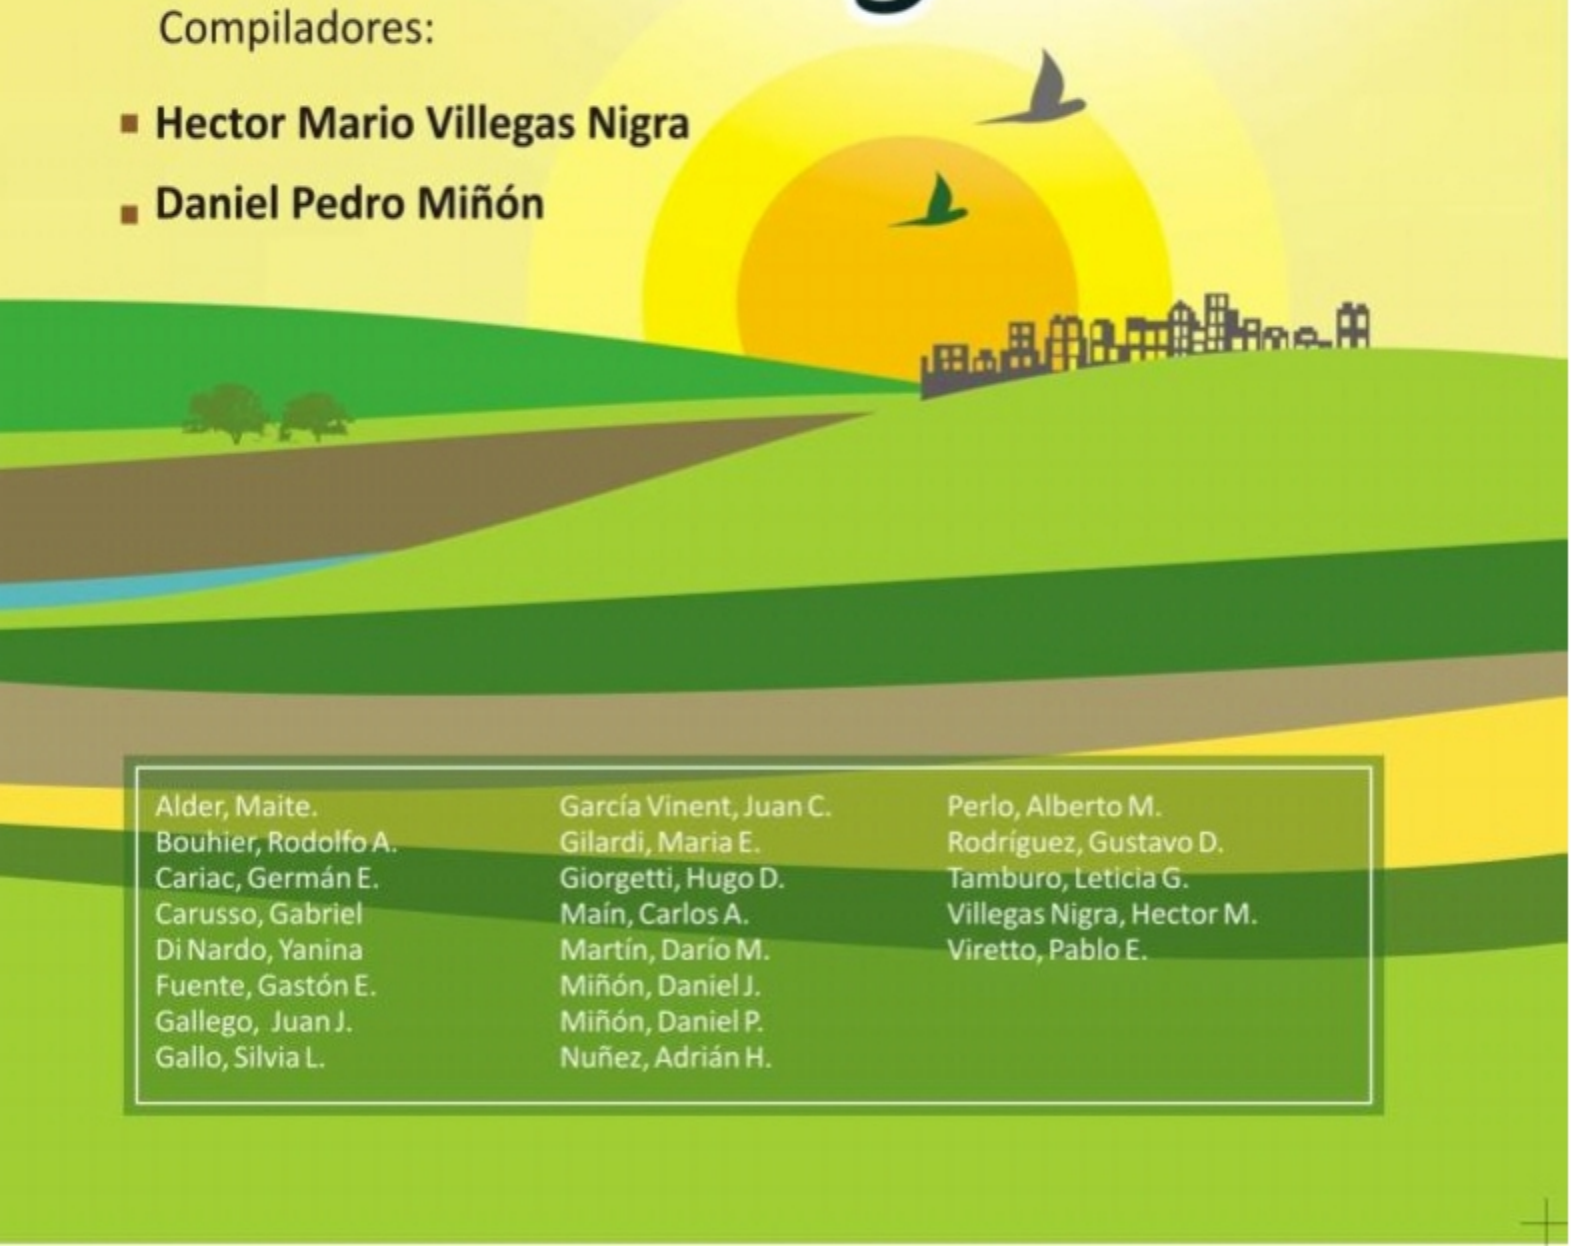 Compiladores:
Hector Mario Villegas Nigra
Daniel Pedro Miñón
Alder, Maite.
Bouhier, Rodolfo A.
Cariac, Germán E.
Carusso, Gabriel
Di Nardo, Yanina
Fuente, Gastón E.
Gallego, Juan J.
Gallo, Silvia L.
García Vinent, Juan C.
Gilardi, Maria E.
Giorgetti, Hugo D.
Maín, Carlos A.
Martín, Darío M.
Miñón, Daniel J.
Miñón, Daniel P.
Nuñez, Adrián H.
Perlo, Alberto M.
Rodríguez, Gustavo D.
Tamburo, Leticia G.
Villegas Nigra, Hector M.
Viretto, Pablo E.